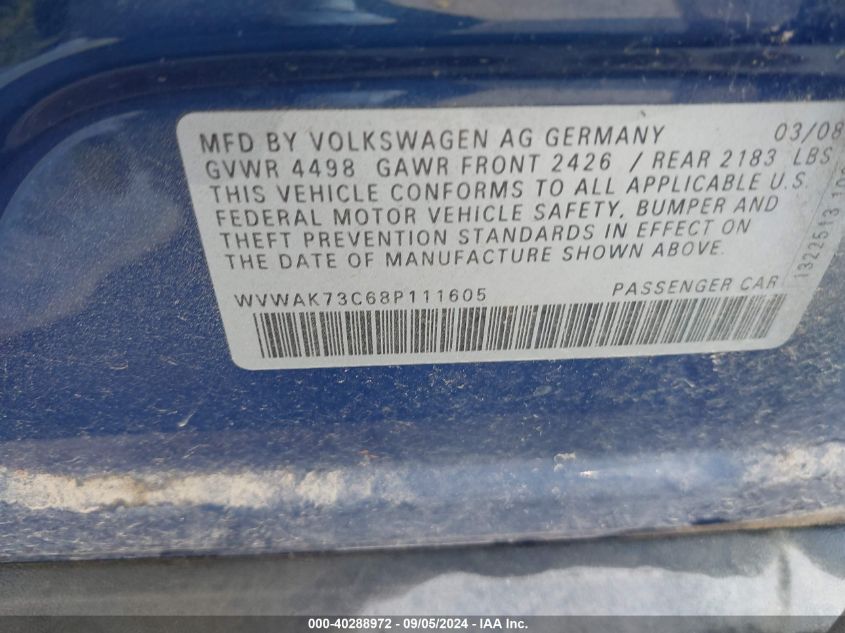 MFD BY VOLKSWAGEN AG GERMANY 03/08
GVWR 4498 GAWR FRONT 2426 / REAR 2183 LBS
THIS VEHICLE CONFORMS TO ALL APPLICABLE U.S.
FEDERAL MOTOR VEHICLE SAFETY, BUMPER AND
THEFT PREVENTION STANDARDS IN EFFECT ON
THE DATE OF MANUFACTURE SHOWN ABOVE.
WVWAK73C68P111605 PASSENGER CAR
1322513
000-40288972 - 09/05/2024 - IAA Inc.